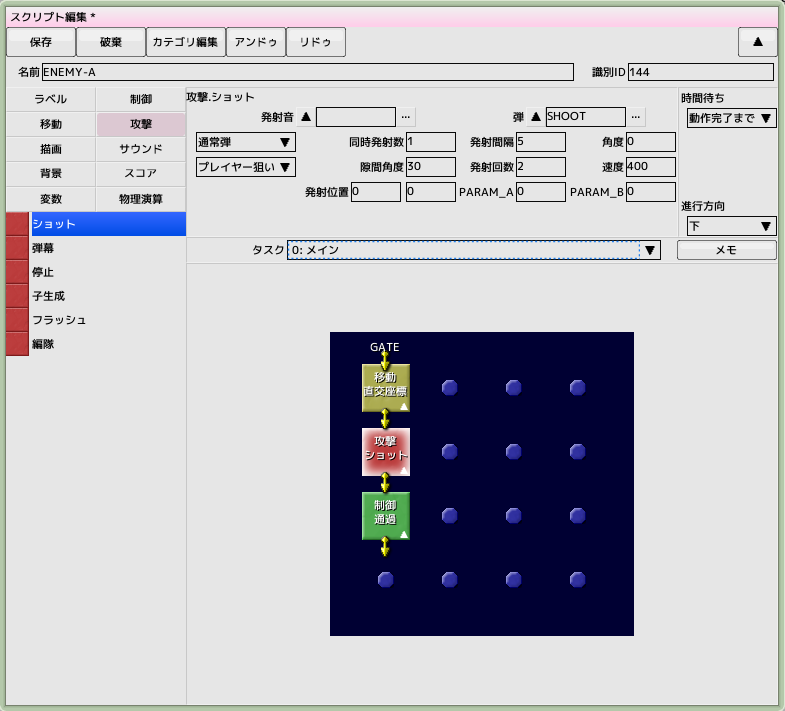 スクリプト編集 *
保存 破棄 カテゴリ編集 アンドゥ リドゥ ▲
名前 ENEMY-A 識別ID 144
ラベル 制御
移動 攻撃
描画 サウンド
背景 スコア
変数 物理演算
ショット
弾幕
停止
子生成
フラッシュ
編隊
攻撃.ショット
発射音 ▲ ... 弾 ▲ SHOOT ...
通常弾 ▼ 同時発射数 1 発射間隔 5 角度 0
プレイヤー狙い ▼ 隙間角度 30 発射回数 2 速度 400
発射位置 0 0 PARAM_A 0 PARAM_B 0
時間待ち
動作完了まで ▼
進行方向
下 ▼
タスク 0: メイン ▼ メモ
GATE
移動
直交座標
攻撃
ショット
制御
通過